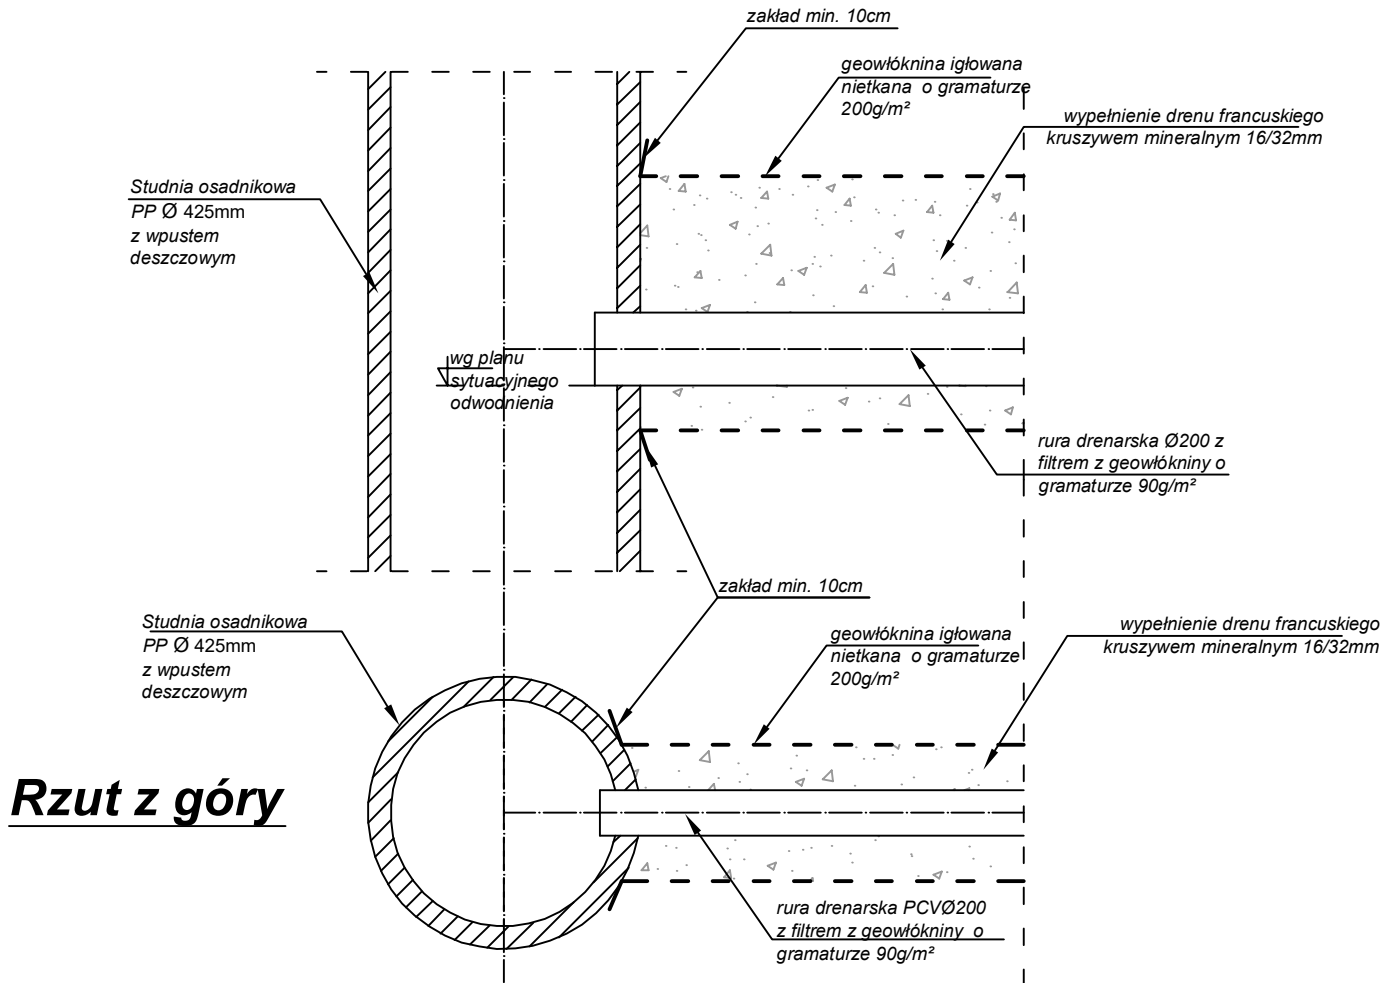 zakład min. 10cm
geowłóknina igłowana
nietkana o gramaturze
200g/m²
wypełnienie drenu francuskiego
kruszywem mineralnym 16/32mm
Studnia osadnikowa
PP Ø 425mm
z wpustem
deszczowym
wg planu
sytuacyjnego
odwodnienia
rura drenarska Ø200 z
filtrem z geowłókniny o
gramaturze 90g/m²
zakład min. 10cm
Studnia osadnikowa
PP Ø 425mm
z wpustem
deszczowym
geowłóknina igłowana
nietkana o gramaturze
200g/m²
wypełnienie drenu francuskiego
kruszywem mineralnym 16/32mm
Rzut z góry
rura drenarska PCVØ200
z filtrem z geowłókniny o
gramaturze 90g/m²